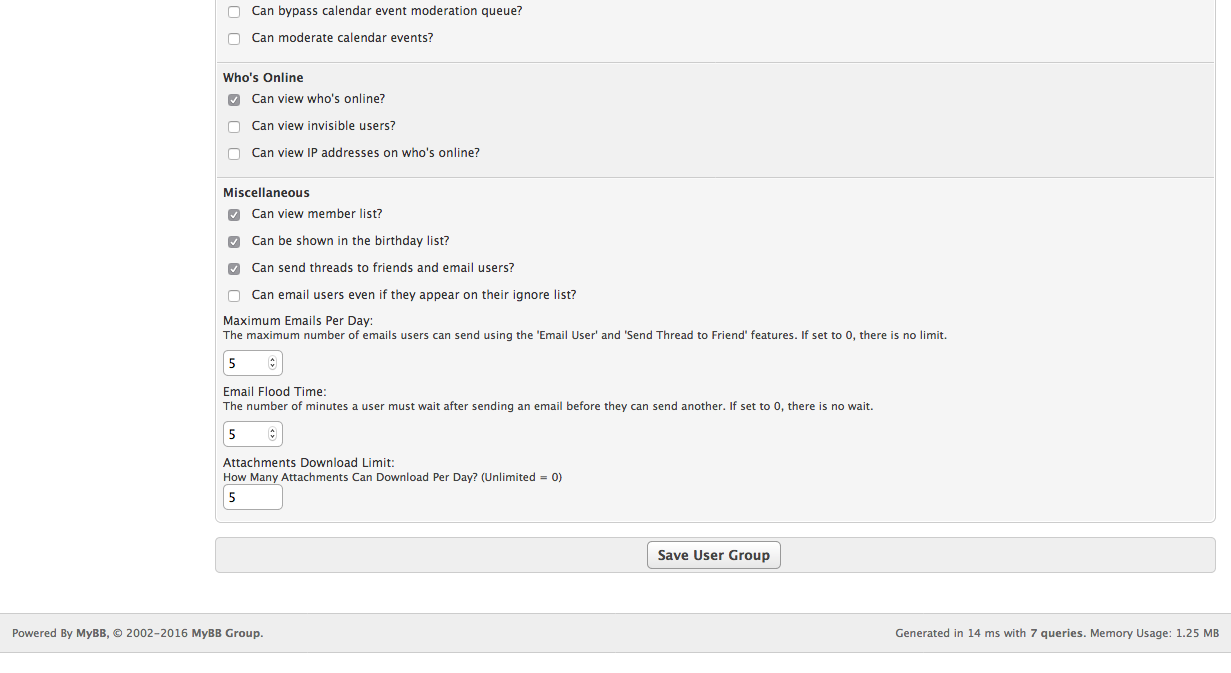 Can bypass calendar event moderation queue?
Can moderate calendar events?
Who's Online
Can view who's online?
Can view invisible users?
Can view IP addresses on who's online?
Miscellaneous
Can view member list?
Can be shown in the birthday list?
Can send threads to friends and email users?
Can email users even if they appear on their ignore list?
Maximum Emails Per Day:
The maximum number of emails users can send using the 'Email User' and 'Send Thread to Friend' features. If set to 0, there is no limit.
5
Email Flood Time:
The number of minutes a user must wait after sending an email before they can send another. If set to 0, there is no wait.
5
Attachments Download Limit:
How Many Attachments Can Download Per Day? (Unlimited = 0)
5
Save User Group
Powered By MyBB, © 2002-2016 MyBB Group.
Generated in 14 ms with 7 queries. Memory Usage: 1.25 MB